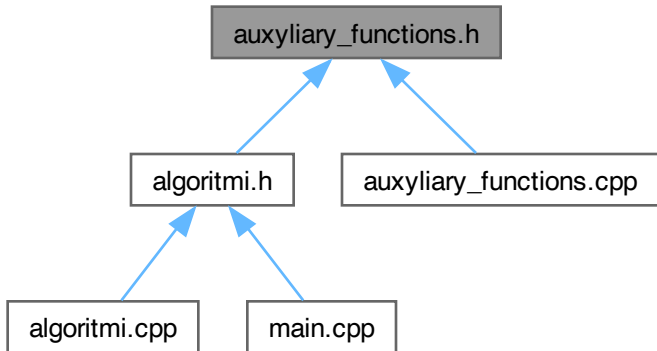 auxyliary_functions.h
algoritmi.h
auxyliary_functions.cpp
algoritmi.cpp
main.cpp